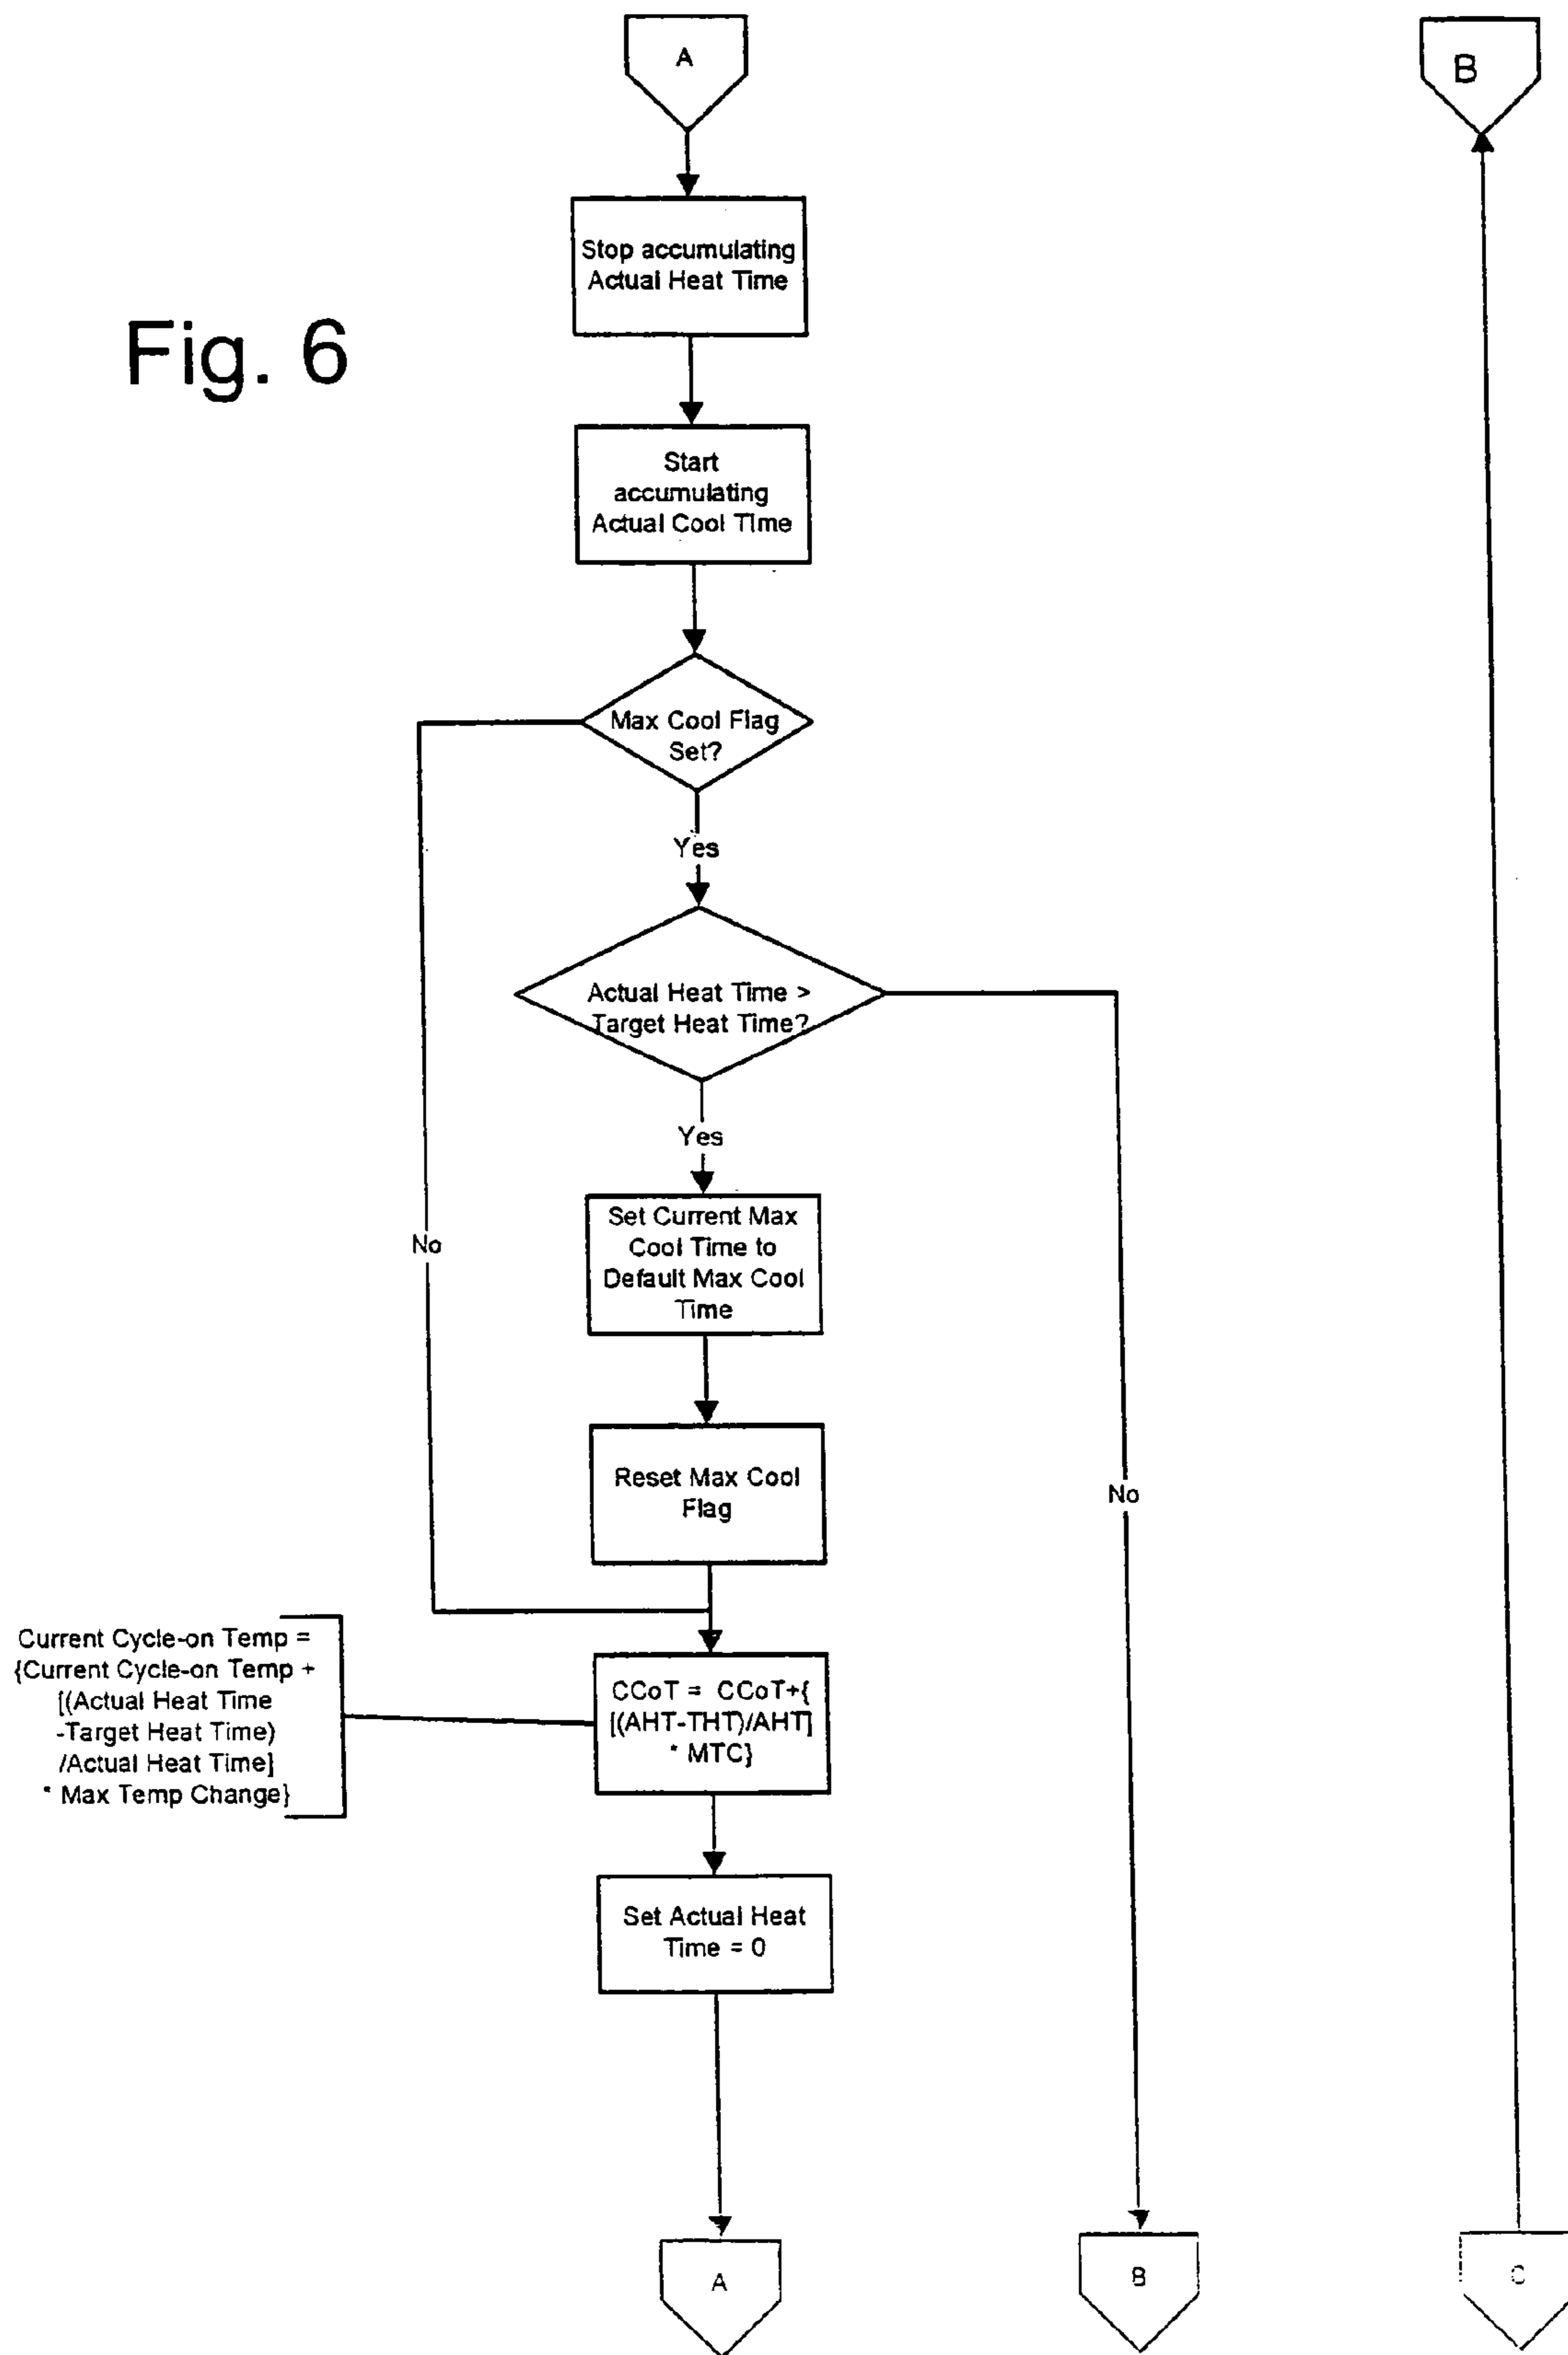 A
B
Stop accumulating
Actual Heat Time
Fig. 6
Start
accumulating
Actual Cool Time
Max Cool Flag
Set?
Yes
Actual Heat Time >
Target Heat Time?
Yes
Set Current Max
Cool Time to
Default Max Cool
Time
No
Reset Max Cool
Flag
No
Current Cycle-on Temp =
{Current Cycle-on Temp +
[(Actual Heat Time
-Target Heat Time)
/Actual Heat Time]
* Max Temp Change}
CCoT = CCoT+{
[(AHT-THT)/AHT]
* MTC}
Set Actual Heat
Time = 0
A
B
C